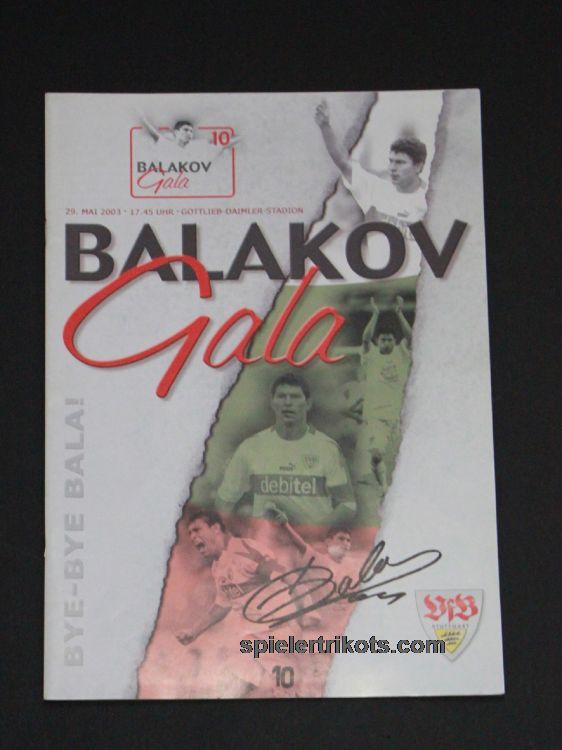 10
BALAKOV
Gala
29. MAI 2003 · 17.45 UHR · GOTTLIEB-DAIMLER-STADION
BALAKOV
Gala
BYE-BYE BALA!
PUMA
debitel
VfB
STUTTGART
spielertrikots.com
10